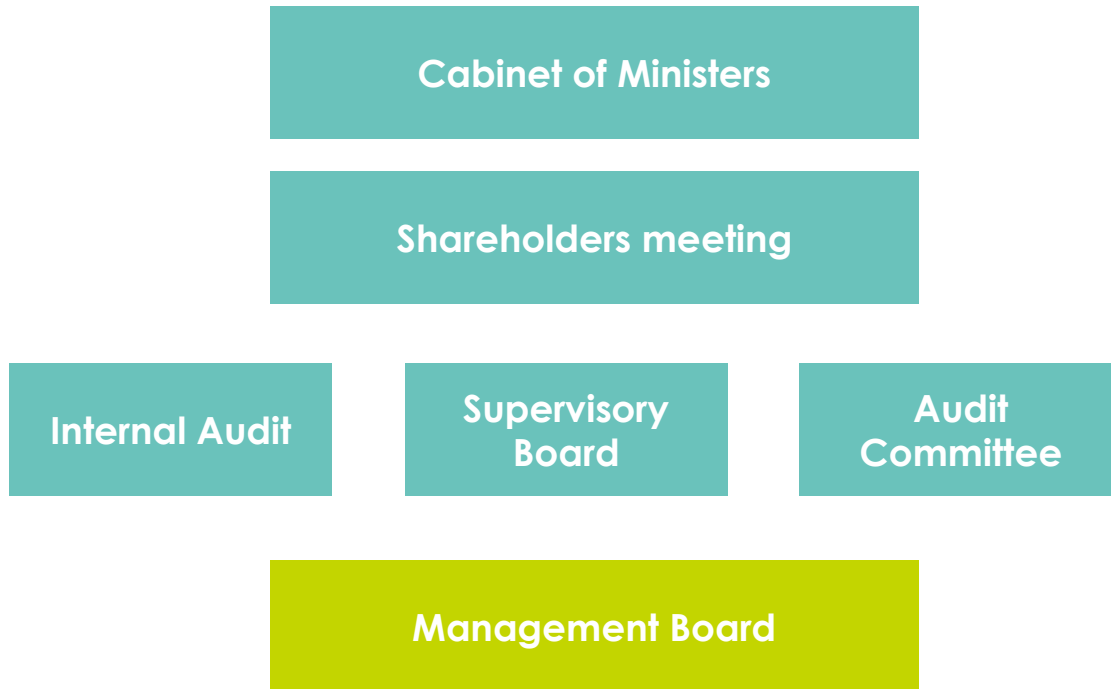 Cabinet of Ministers
Shareholders meeting
Internal Audit
Supervisory
Board
Audit
Committee
Management Board